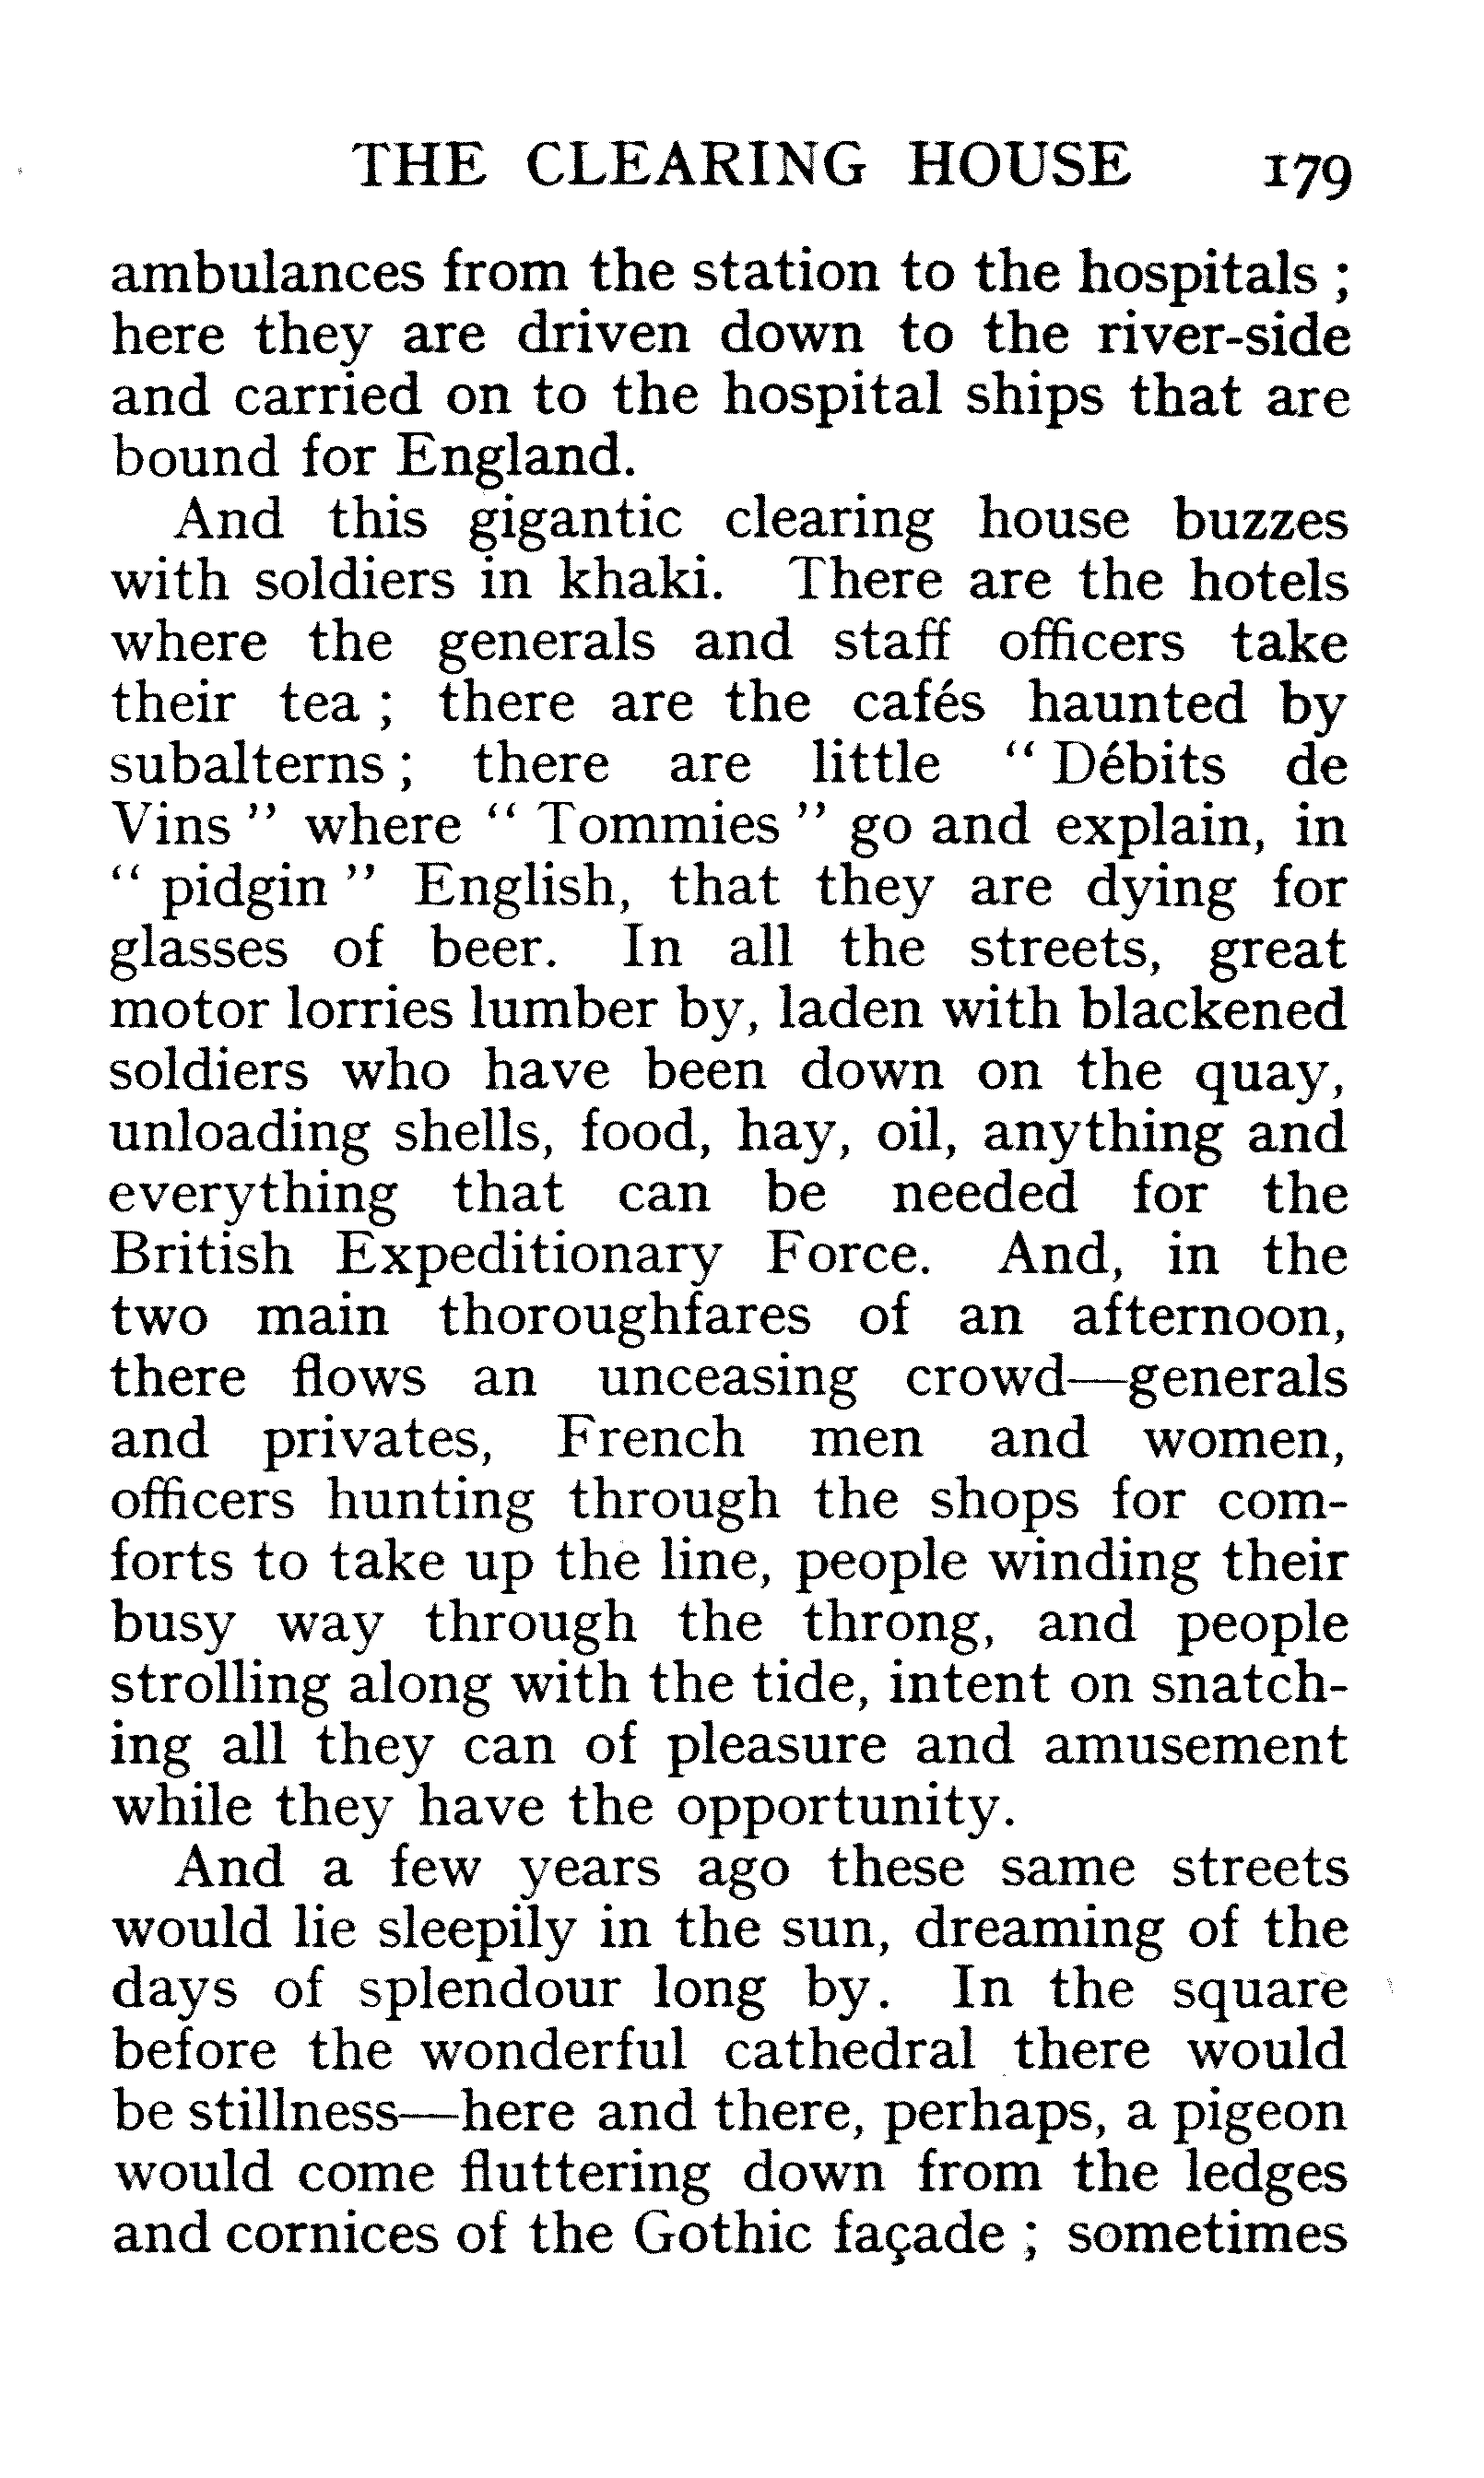 THE CLEARING HOUSE 179
ambulances from the station to the hospitals ;
here they are driven down to the river-side
and carried on to the hospital ships that are
bound for England.
And this gigantic clearing house buzzes
with soldiers in khaki. There are the hotels
where the generals and staff officers take
their tea ; there are the cafés haunted by
subalterns ; there are little “ Débits de
Vins ” where “ Tommies ” go and explain, in
“ pidgin ” English, that they are dying for
glasses of beer. In all the streets, great
motor lorries lumber by, laden with blackened
soldiers who have been down on the quay,
unloading shells, food, hay, oil, anything and
everything that can be needed for the
British Expeditionary Force. And, in the
two main thoroughfares of an afternoon,
there flows an unceasing crowd—generals
and privates, French men and women,
officers hunting through the shops for com-
forts to take up the line, people winding their
busy way through the throng, and people
strolling along with the tide, intent on snatch-
ing all they can of pleasure and amusement
while they have the opportunity.
And a few years ago these same streets
would lie sleepily in the sun, dreaming of the
days of splendour long by. In the square
before the wonderful cathedral there would
be stillness—here and there, perhaps, a pigeon
would come fluttering down from the ledges
and cornices of the Gothic façade ; sometimes